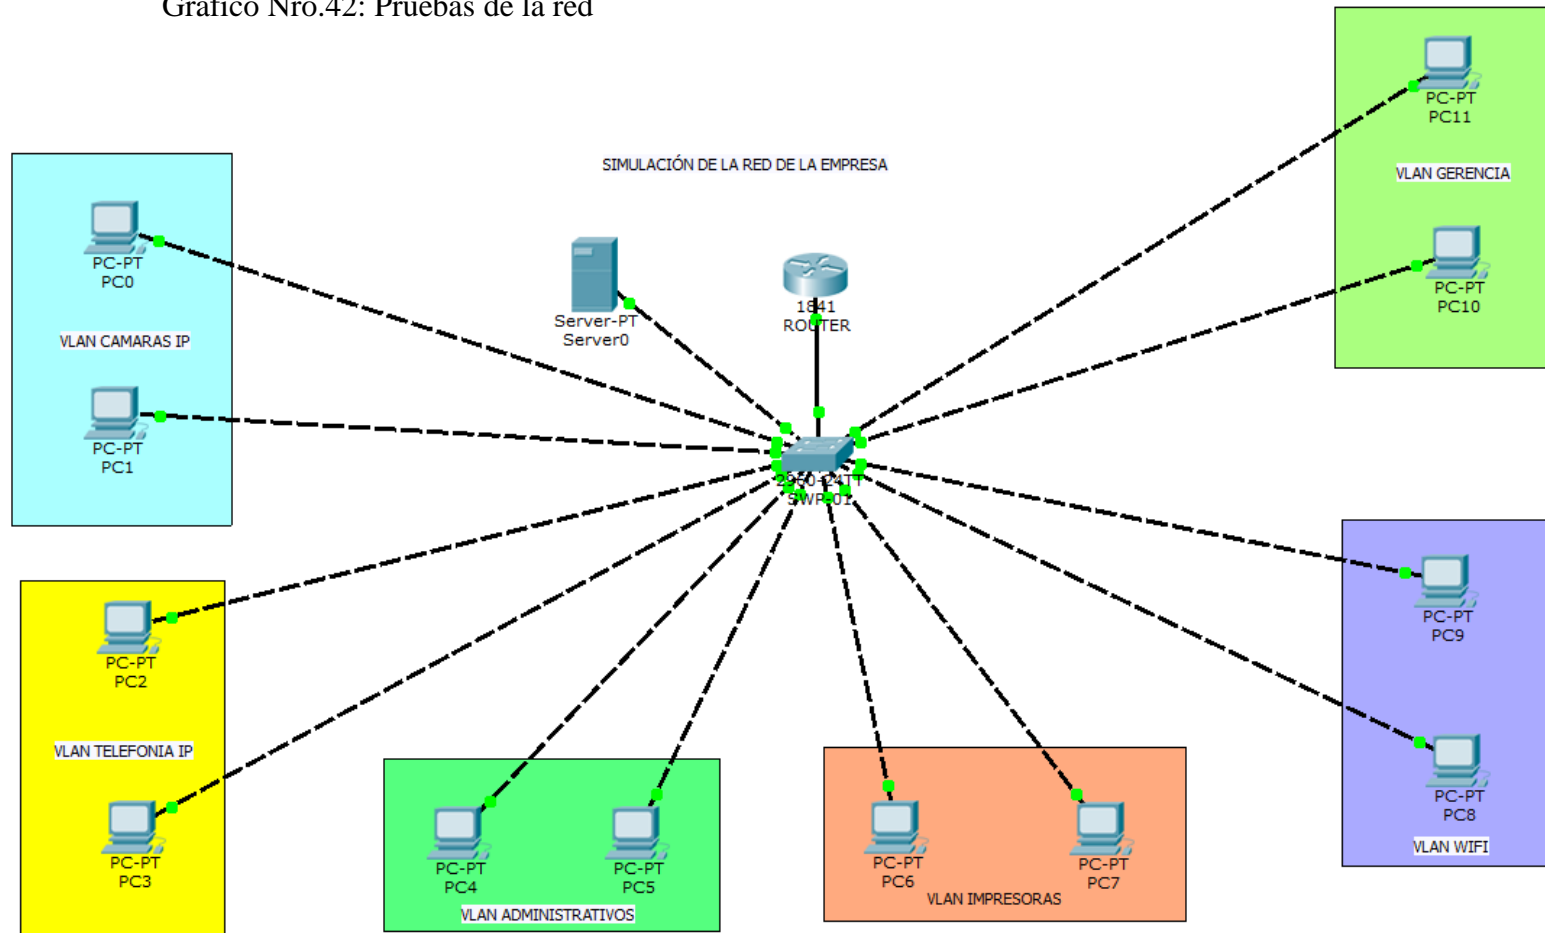 Gráfico Nro.42: Pruebas de la red
SIMULACIÓN DE LA RED DE LA EMPRESA
PC-PT
PC0
VLAN CAMARAS IP
PC-PT
PC1
Server-PT
Server0
1841
ROUTER
PC-PT
PC11
VLAN GERENCIA
PC-PT
PC10
2960-24TT
SWP-01
PC-PT
PC2
VLAN TELEFONIA IP
PC-PT
PC3
PC-PT
PC4
PC-PT
PC5
VLAN ADMINISTRATIVOS
PC-PT
PC6
PC-PT
PC7
VLAN IMPRESORAS
PC-PT
PC9
PC-PT
PC8
VLAN WIFI